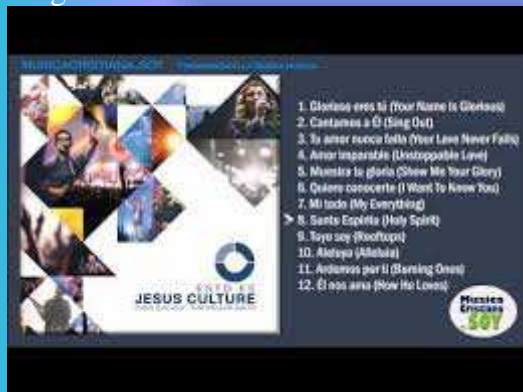 MUSICACRISTIANA.SOY
1. Glorioso eres tú (Your Name Is Glorious)
2. Cantamos a Él (Sing Out)
3. Tu amor nunca falla (Your Love Never Fails)
4. Amor imparable (Unstoppable Love)
5. Muestra tu gloria (Show Me Your Glory)
6. Quiero conocerte (I Want To Know You)
7. Mi todo (My Everything)
8. Santo Espíritu (Holy Spirit)
9. Tuyo soy (Rooftops)
10. Aleluya (Alleluia)
11. Ardemos por ti (Burning Ones)
12. Él nos ama (How He Loves)
ESTO ES
JESUS CULTURE
Musica
Cristiana
.SOY